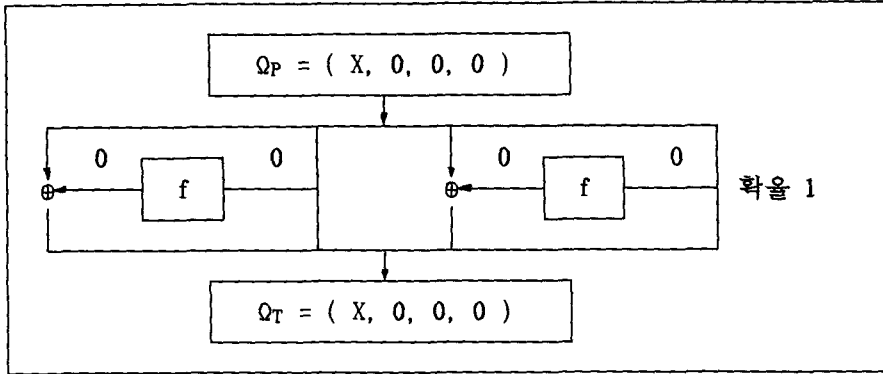 ΩP = ( X, 0, 0, 0 )
0 0 0 0
f f
⊕ ⊕ 확율 1
ΩT = ( X, 0, 0, 0 )